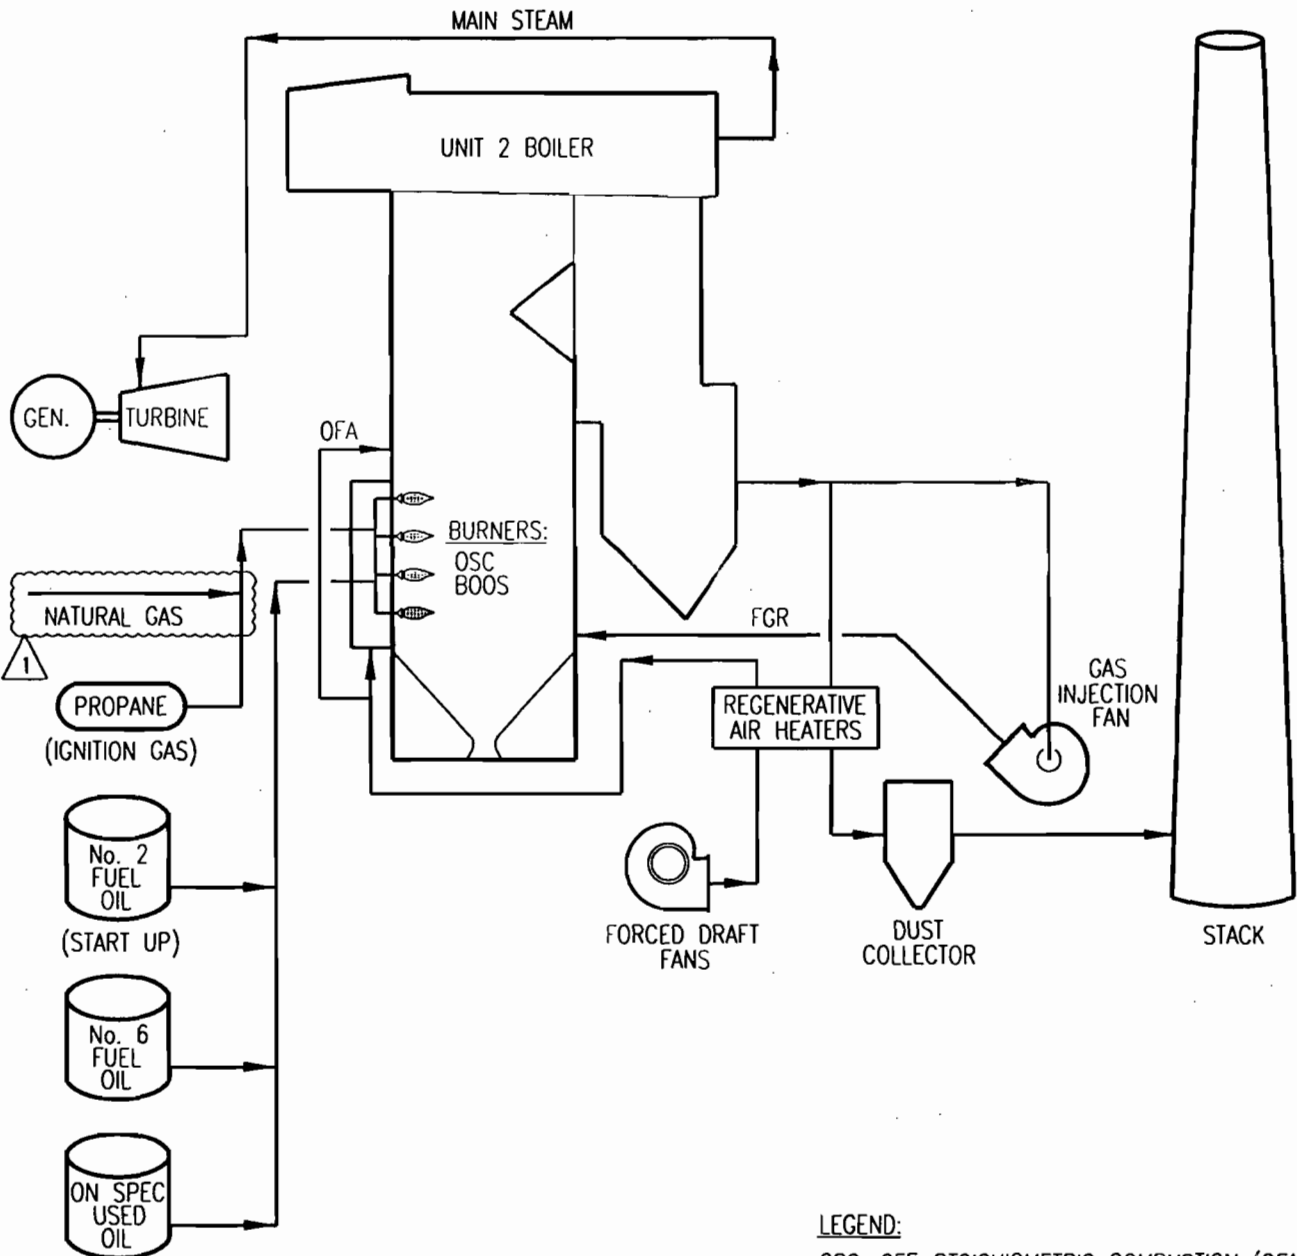 MAIN STEAM
UNIT 2 BOILER
GEN.
TURBINE
OFA
BURNERS:
OSC
BOOS
NATURAL GAS
1
PROPANE
(IGNITION GAS)
FGR
REGENERATIVE
AIR HEATERS
GAS
INJECTION
FAN
No. 2
FUEL
OIL
(START UP)
FORCED DRAFT
FANS
DUST
COLLECTOR
STACK
No. 6
FUEL
OIL
ON SPEC
USED
OIL
LEGEND: